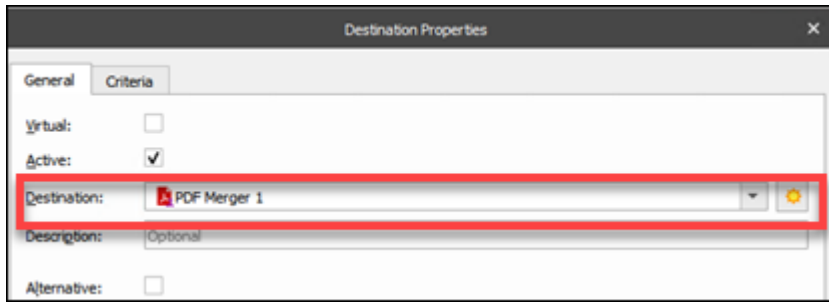 Destination Properties
General Criteria
Virtual:
Active:
Destination: PDF Merger 1
Description: Optional
Alternative: